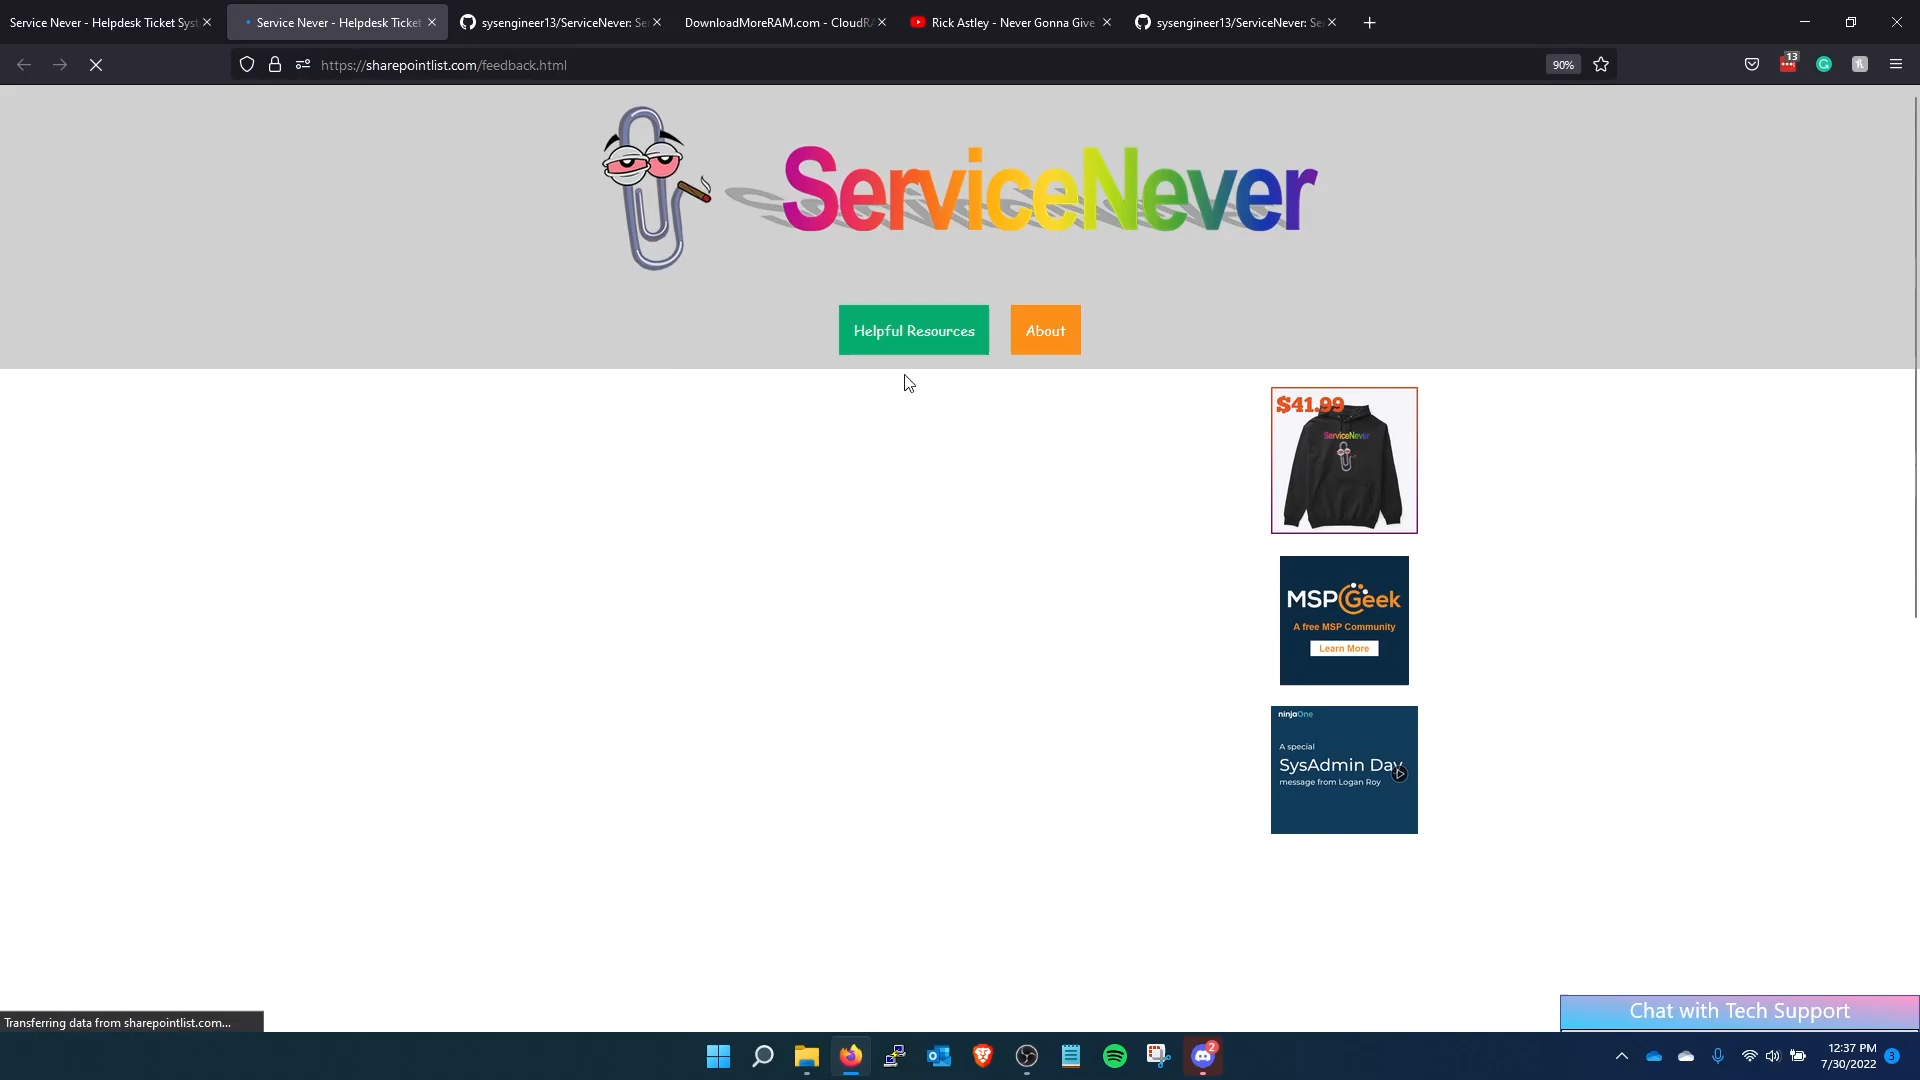 Service Never - Helpdesk Ticket Syst
Service Never - Helpdesk Ticket
sysengineer13/ServiceNever: Se
DownloadMoreRAM.com - CloudRA
Rick Astley - Never Gonna Give
sysengineer13/ServiceNever: Se
https://sharepointlist.com/feedback.html
90%
13
ServiceNever
Helpful Resources
About
$41.99
ServiceNever
MSPGeek
A free MSP Community
Learn More
ninjaOne
A special
SysAdmin Day
message from Logan Roy
Chat with Tech Support
Transferring data from sharepointlist.com...
2
12:37 PM
7/30/2022
3